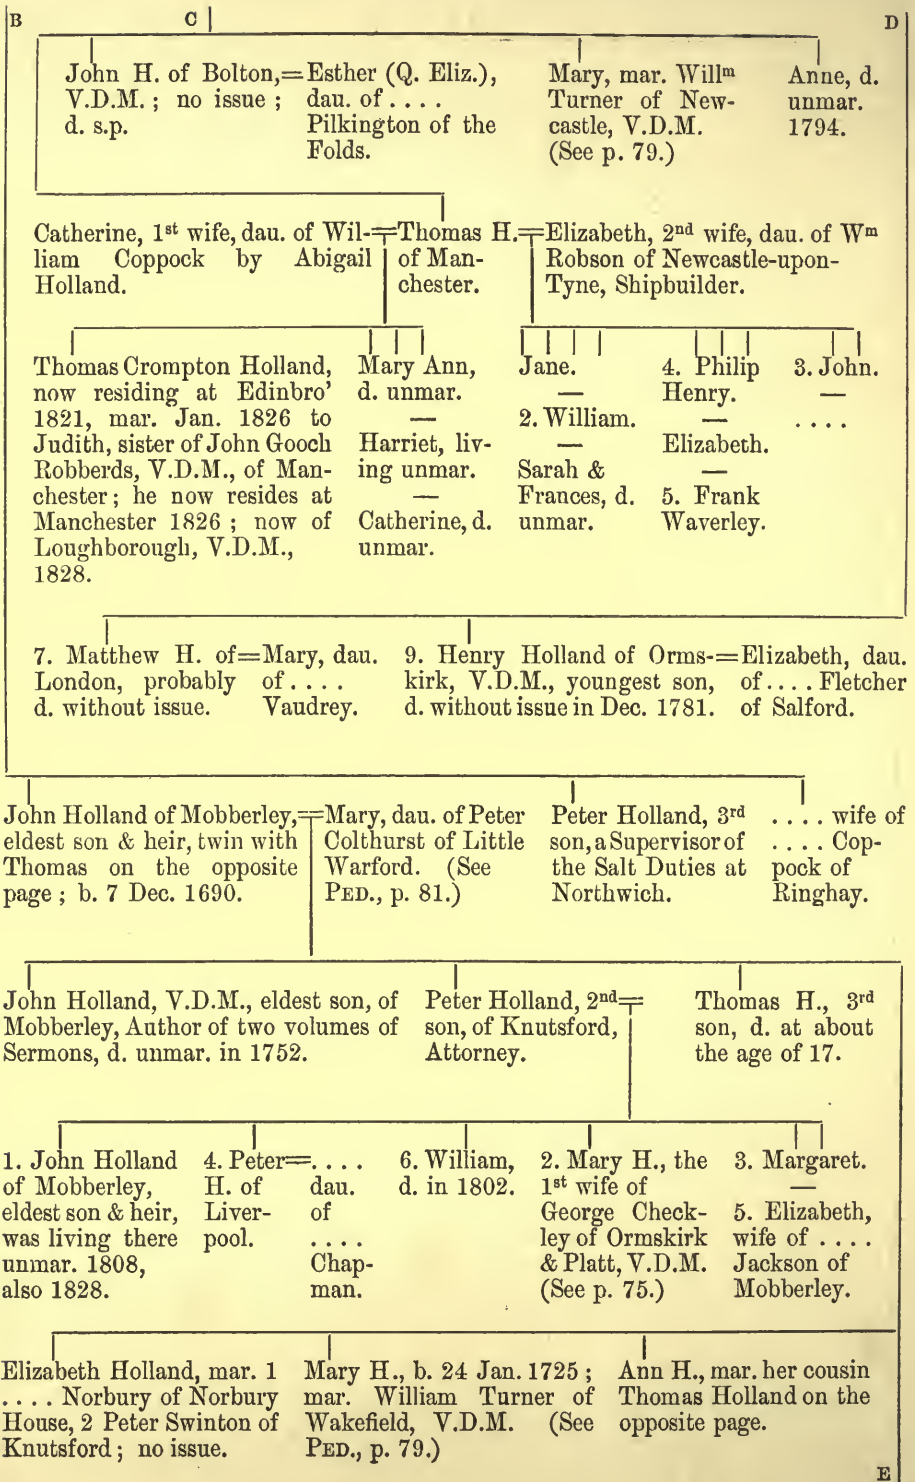 B C D
John H. of Bolton,=Esther (Q. Eliz.),
V.D.M. ; no issue ; dau. of . . . .
d. s.p. Pilkington of the
Folds.
Mary, mar. Willm
Turner of New-
castle, V.D.M.
(See p. 79.)
Anne, d.
unmar.
1794.
Catherine, 1st wife, dau. of Wil-
liam Coppock by Abigail
Holland.
=Thomas H.=
of Man-
chester.
Elizabeth, 2nd wife, dau. of Wm
Robson of Newcastle-upon-
Tyne, Shipbuilder.
Thomas Crompton Holland,
now residing at Edinbro'
1821, mar. Jan. 1826 to
Judith, sister of John Gooch
Robberds, V.D.M., of Man-
chester ; he now resides at
Manchester 1826 ; now of
Loughborough, V.D.M.,
1828.
Mary Ann,
d. unmar.
—
Harriet, liv-
ing unmar.
—
Catherine, d.
unmar.
Jane.
—
2. William.
—
Sarah &
Frances, d.
unmar.
4. Philip
Henry.
—
Elizabeth.
—
5. Frank
Waverley.
3. John.
—
. . . .
7. Matthew H. of=Mary, dau.
London, probably of . . . .
d. without issue. Vaudrey.
9. Henry Holland of Orms-=Elizabeth, dau.
kirk, V.D.M., youngest son, of . . . . Fletcher
d. without issue in Dec. 1781. of Salford.
John Holland of Mobberley,=Mary, dau. of Peter
eldest son & heir, twin with Colthurst of Little
Thomas on the opposite Warford. (See
page ; b. 7 Dec. 1690. PED., p. 81.)
Peter Holland, 3rd
son, a Supervisor of
the Salt Duties at
Northwich.
. . . . wife of
. . . . Cop-
pock of
Ringhay.
John Holland, V.D.M., eldest son, of
Mobberley, Author of two volumes of
Sermons, d. unmar. in 1752.
Peter Holland, 2nd=
son, of Knutsford,
Attorney.
Thomas H., 3rd
son, d. at about
the age of 17.
1. John Holland
of Mobberley,
eldest son & heir,
was living there
unmar. 1808,
also 1828.
4. Peter=. . . .
H. of dau.
Liver- of
pool. . . . .
Chap-
man.
6. William,
d. in 1802.
2. Mary H., the
1st wife of
George Check-
ley of Ormskirk
& Platt, V.D.M.
(See p. 75.)
3. Margaret.
—
5. Elizabeth,
wife of . . . .
Jackson of
Mobberley.
Elizabeth Holland, mar. 1
. . . . Norbury of Norbury
House, 2 Peter Swinton of
Knutsford ; no issue.
Mary H., b. 24 Jan. 1725 ;
mar. William Turner of
Wakefield, V.D.M. (See
PED., p. 79.)
Ann H., mar. her cousin
Thomas Holland on the
opposite page.
E